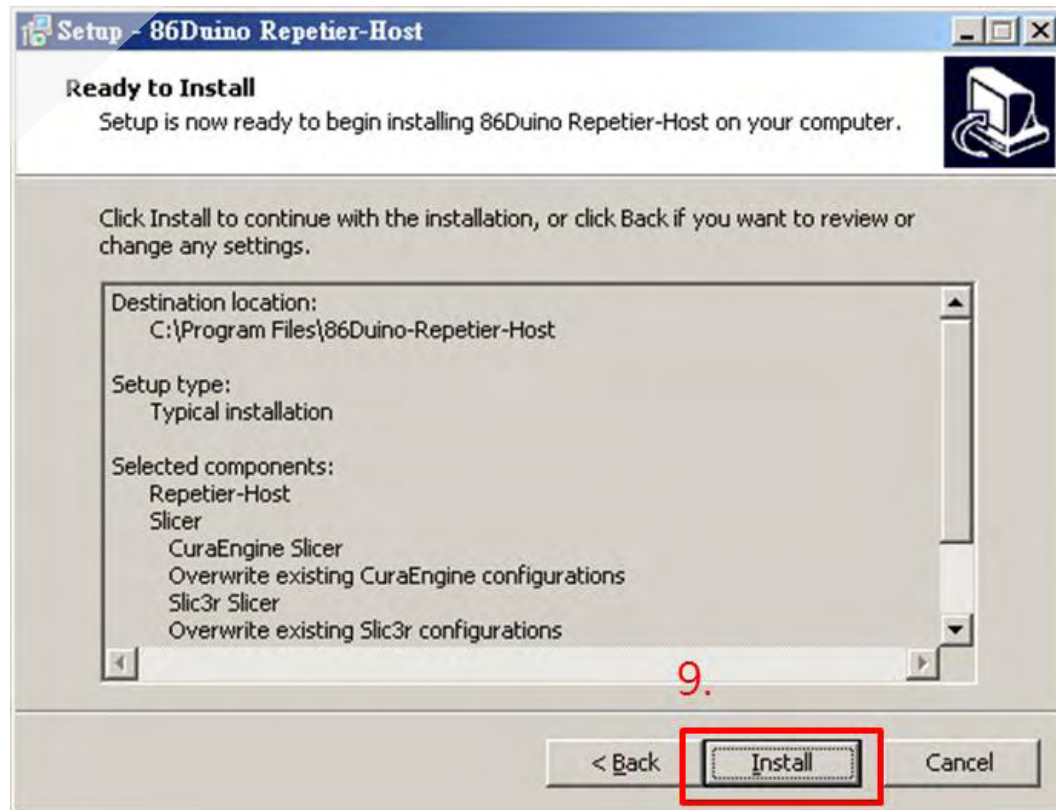 Setup - 86Duino Repetier-Host
Ready to Install
Setup is now ready to begin installing 86Duino Repetier-Host on your computer.
Click Install to continue with the installation, or click Back if you want to review or
change any settings.
Destination location:
C:\Program Files\86Duino-Repetier-Host
Setup type:
Typical installation
Selected components:
Repetier-Host
Slicer
CuraEngine Slicer
Overwrite existing CuraEngine configurations
Slic3r Slicer
Overwrite existing Slic3r configurations
9.
< Back Install Cancel